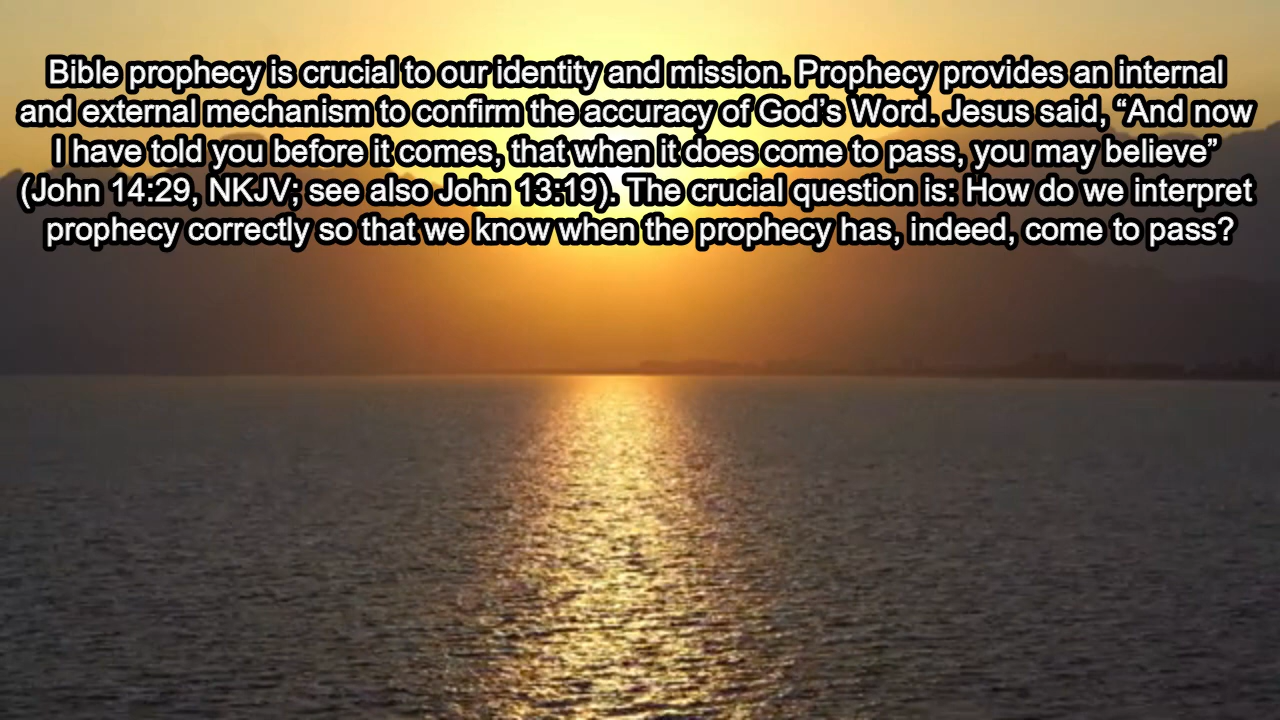 Bible prophecy is crucial to our identity and mission. Prophecy provides an internal
and external mechanism to confirm the accuracy of God’s Word. Jesus said, “And now
I have told you before it comes, that when it does come to pass, you may believe”
(John 14:29, NKJV; see also John 13:19). The crucial question is: How do we interpret
prophecy correctly so that we know when the prophecy has, indeed, come to pass?